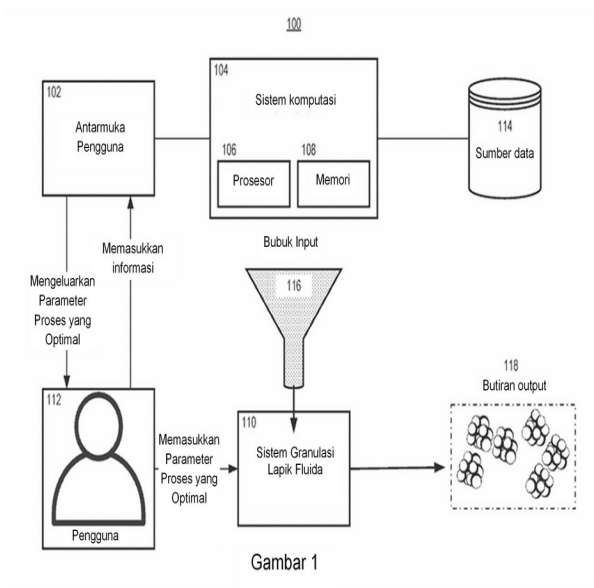 100
102
Antarmuka
Pengguna
104
Sistem komputasi
106
Prosesor
108
Memori
114
Sumber data
Memasukkan
informasi
Mengeluarkan
Parameter
Proses yang
Optimal
Bubuk Input
116
112
Pengguna
Memasukkan
Parameter
Proses yang
Optimal
110
Sistem Granulasi
Lapik Fluida
118
Butiran output
Gambar 1